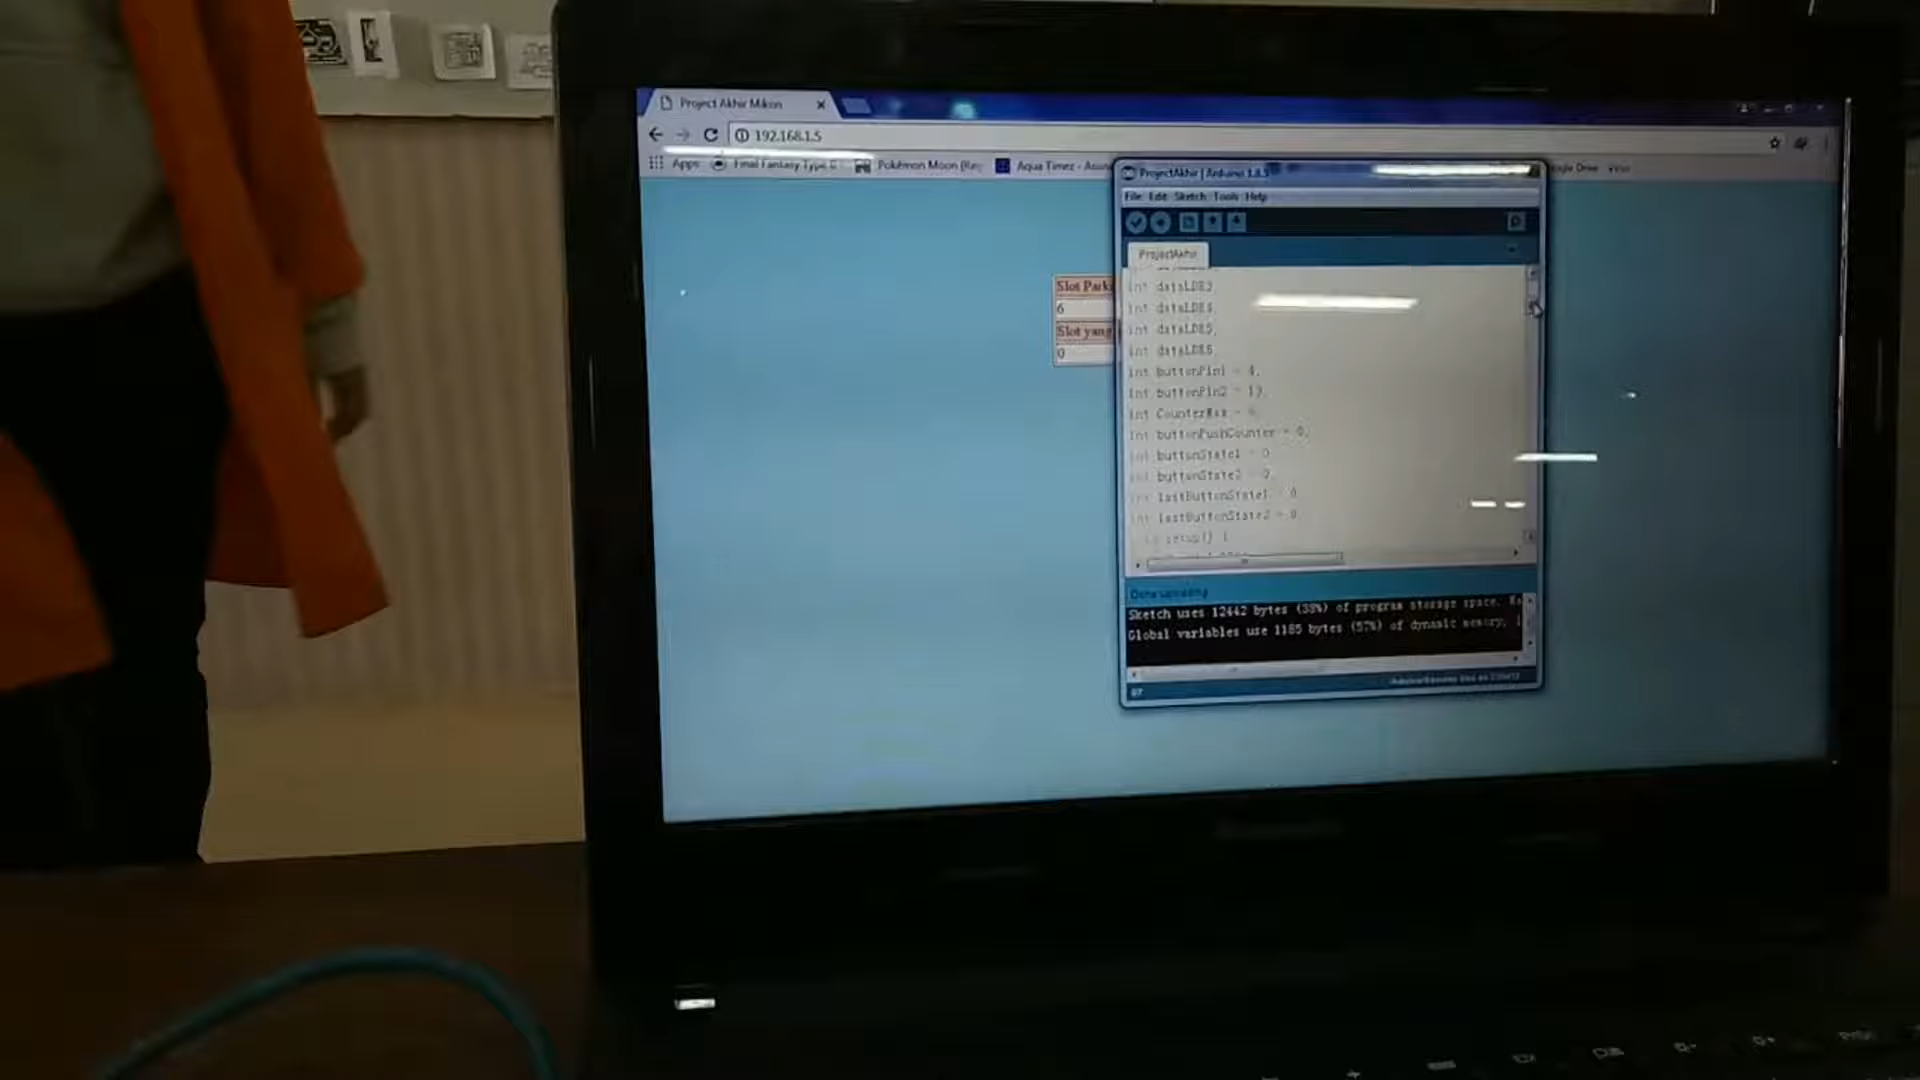 Project Akhir Mikon
192.168.1.5
Apps Final Fantasy Type Pokémon Moon Aqua Timez -
Drive
ProjectAkhir | Arduino 1.8.5
File Edit Sketch Tools Help
ProjectAkhir
Slot
6
Slot yang
0
int dataLDR3;
int dataLDR4;
int dataLDR5;
int dataLDR6;
int buttonPin1 = 4;
int buttonPin2 = 13;
int CounterMax =
int buttonPushCounter = 0;
int buttonState1 = 0
int buttonState2 = 0;
int lastButtonState1 = 0
int lastButtonState2 = 0
setup() {
Done uploading
Sketch uses 12442 bytes (38%) of program storage space.
Global variables use 1185 bytes (57%) of dynamic memory,